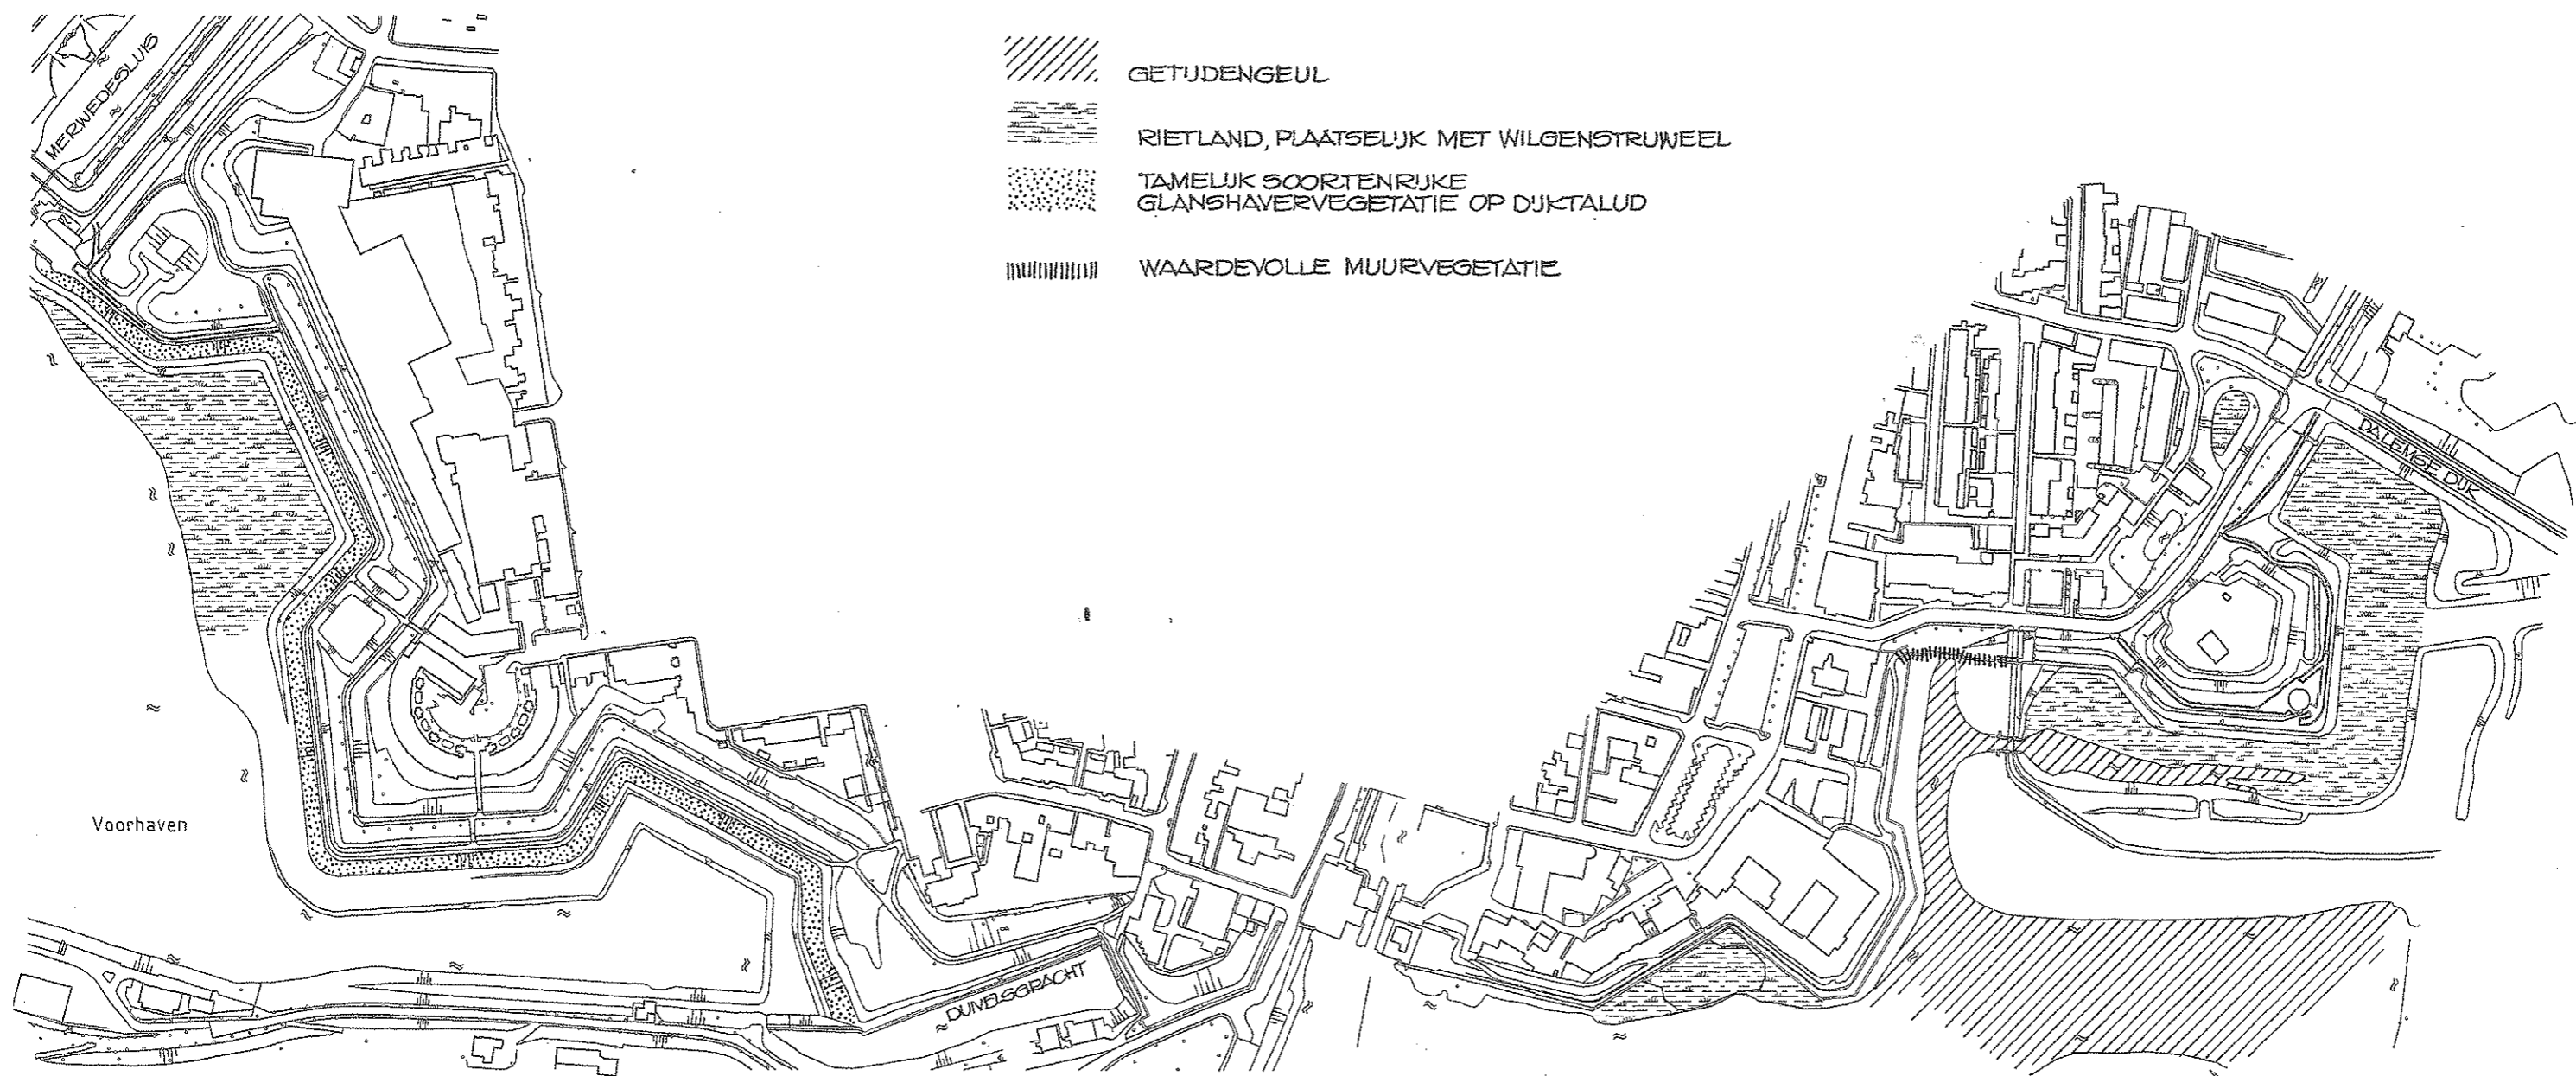 MERWEDESLUIS
GETIJDENGEUL
RIETLAND, PLAATSELIJK MET WILGENSTRUWEEL
TAMELIJK SOORTENRIJKE
GLANSHAVERVEGETATIE OP DIJKTALUD
WAARDEVOLLE MUURVEGETATIE
DALEMSE DIJK
Voorhaven
DUIVELSGRACHT